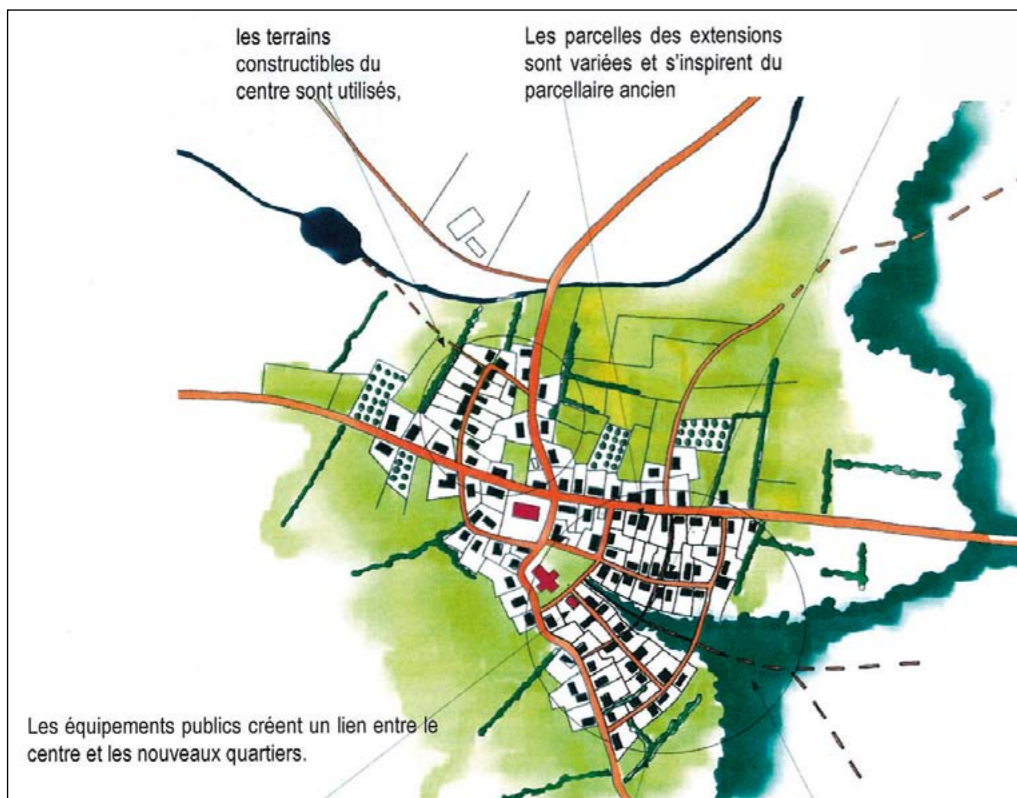 les terrains
constructibles du
centre sont utilisés,
Les parcelles des extensions
sont variées et s'inspirent du
parcellaire ancien
Les équipements publics créent un lien entre le
centre et les nouveaux quartiers.